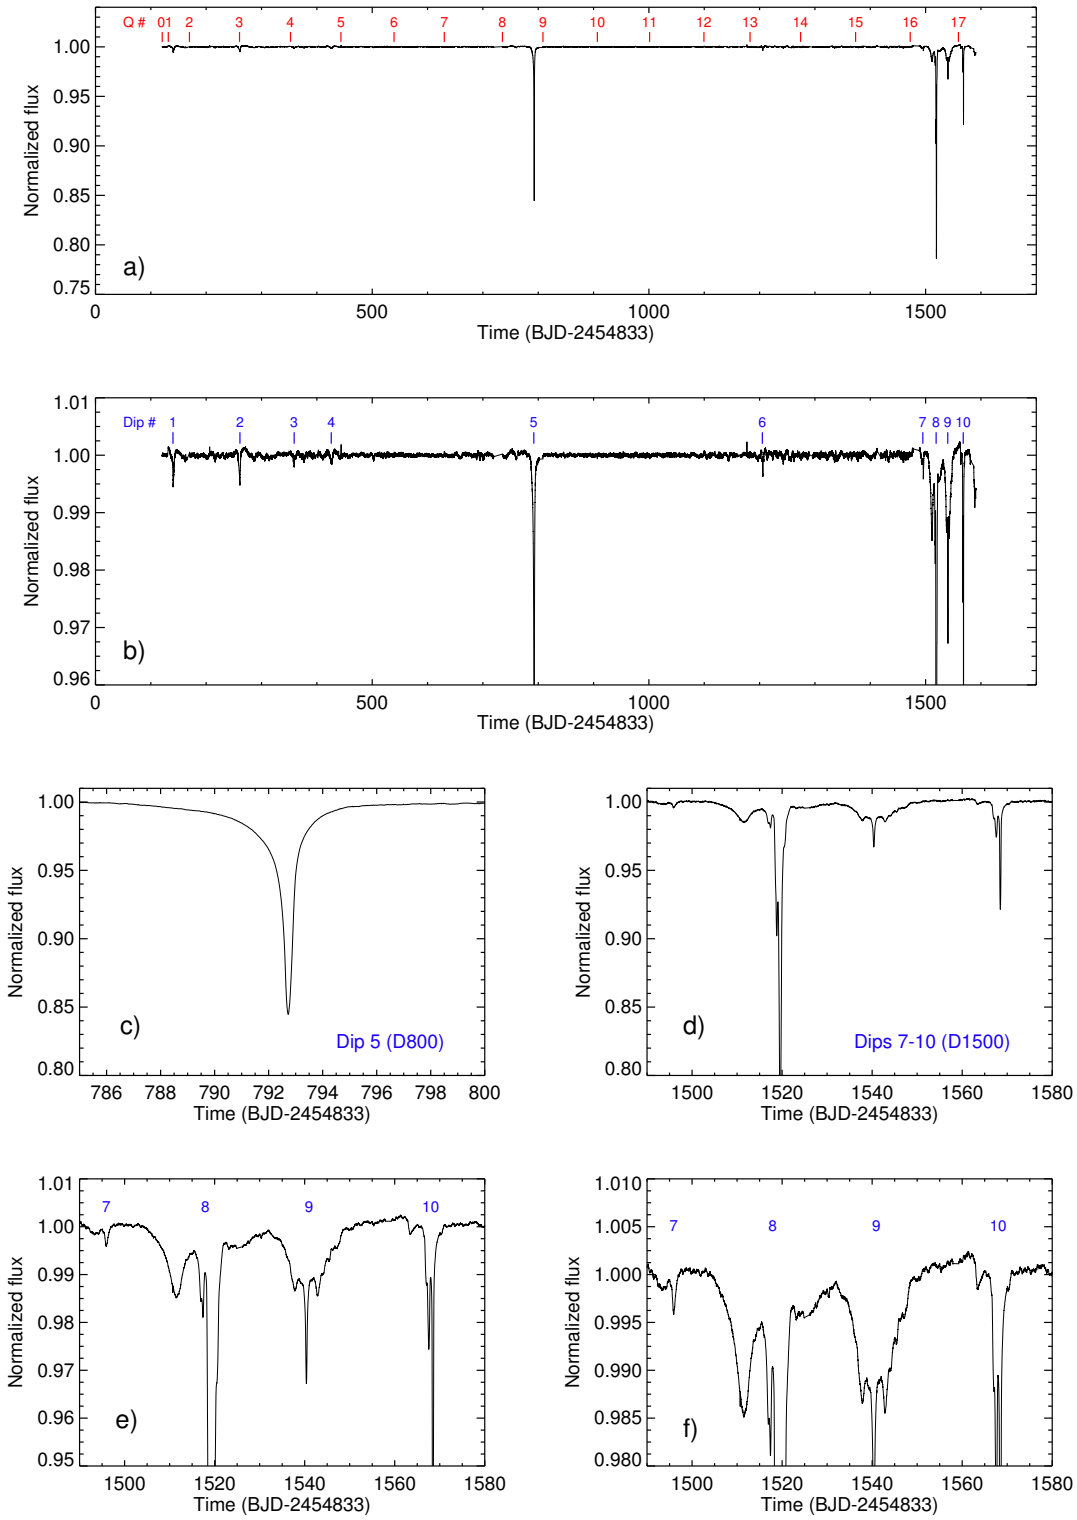 Q # 0 1 2 3 4 5 6 7 8 9 10 11 12 13 14 15 16 17
1.00
0.95
0.90
0.85
0.80
0.75
Normalized flux
a)
0 500 1000 1500
Time (BJD-2454833)
Dip # 1 2 3 4 5 6 7 8 9 10
1.01
1.00
0.99
0.98
0.97
0.96
Normalized flux
b)
0 500 1000 1500
Time (BJD-2454833)
1.00
0.95
0.90
0.85
0.80
Normalized flux
c)
Dip 5 (D800)
786 788 790 792 794 796 798 800
Time (BJD-2454833)
1.00
0.95
0.90
0.85
0.80
Normalized flux
d)
Dips 7-10 (D1500)
1500 1520 1540 1560 1580
Time (BJD-2454833)
7 8 9 10
1.01
1.00
0.99
0.98
0.97
0.96
0.95
Normalized flux
e)
1500 1520 1540 1560 1580
Time (BJD-2454833)
7 8 9 10
1.010
1.005
1.000
0.995
0.990
0.985
0.980
Normalized flux
f)
1500 1520 1540 1560 1580
Time (BJD-2454833)